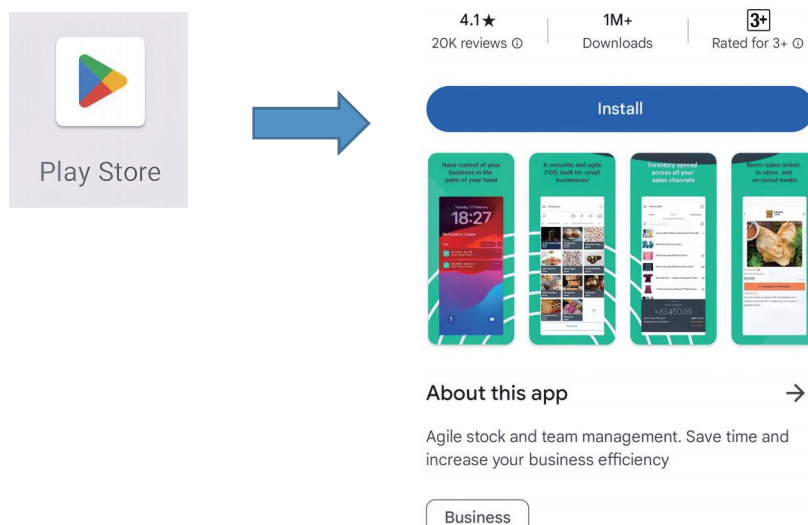 Play Store
4.1★
20K reviews
1M+
Downloads
3+
Rated for 3+
Install
Have control of your
business in the
palm of your hand
18:27
A versatile and agile
POS, built for small
businesses
Inventory synced
across all your
sales channels
83,450.99
Boost sales online,
in-store, and
on social media
About this app
Agile stock and team management. Save time and
increase your business efficiency
Business